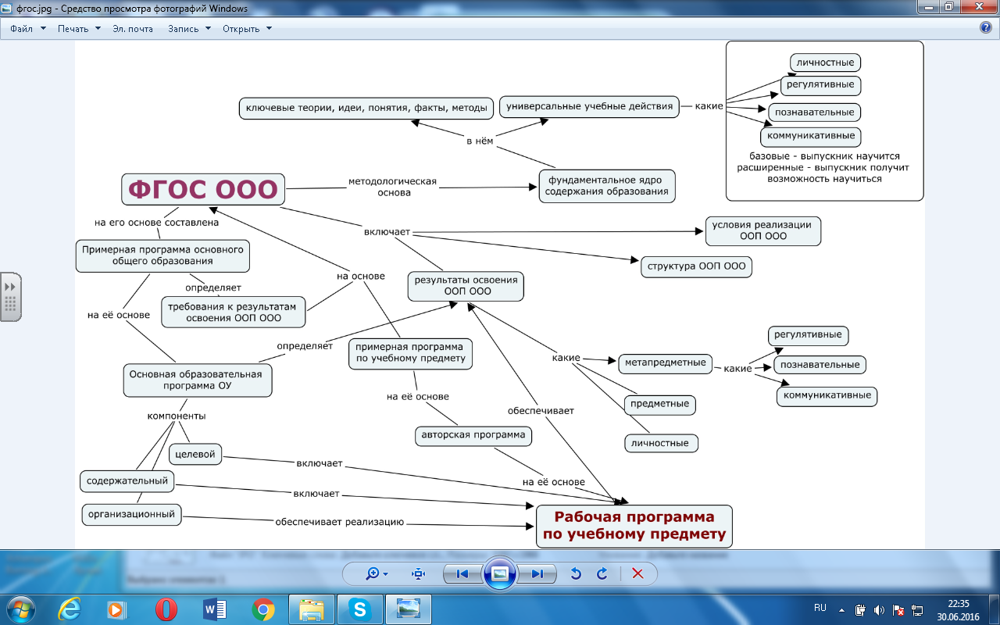 фгос.jpg - Средство просмотра фотографий Windows
Файл Печать Эл. почта Запись Открыть
личностные
регулятивные
ключевые теории, идеи, понятия, факты, методы
универсальные учебные действия
какие
познавательные
коммуникативные
в нём
базовые - выпускник научится
расширенные - выпускник получит
возможность научиться
ФГОС ООО
методологическая
основа
фундаментальное ядро
содержания образования
на его основе составлена
включает
условия реализации
ООП ООО
Примерная программа основного
общего образования
структура ООП ООО
на основе
результаты освоения
ООП ООО
определяет
требования к результатам
освоения ООП ООО
на её основе
определяет
примерная программа
по учебному предмету
регулятивные
какие
метапредметные
какие
познавательные
коммуникативные
Основная образовательная
программа ОУ
на её основе
предметные
обеспечивает
компоненты
авторская программа
личностные
целевой
включает
содержательный
на её основе
включает
организационный
обеспечивает реализацию
Рабочая программа
по учебному предмету
RU
22:35
30.06.2016